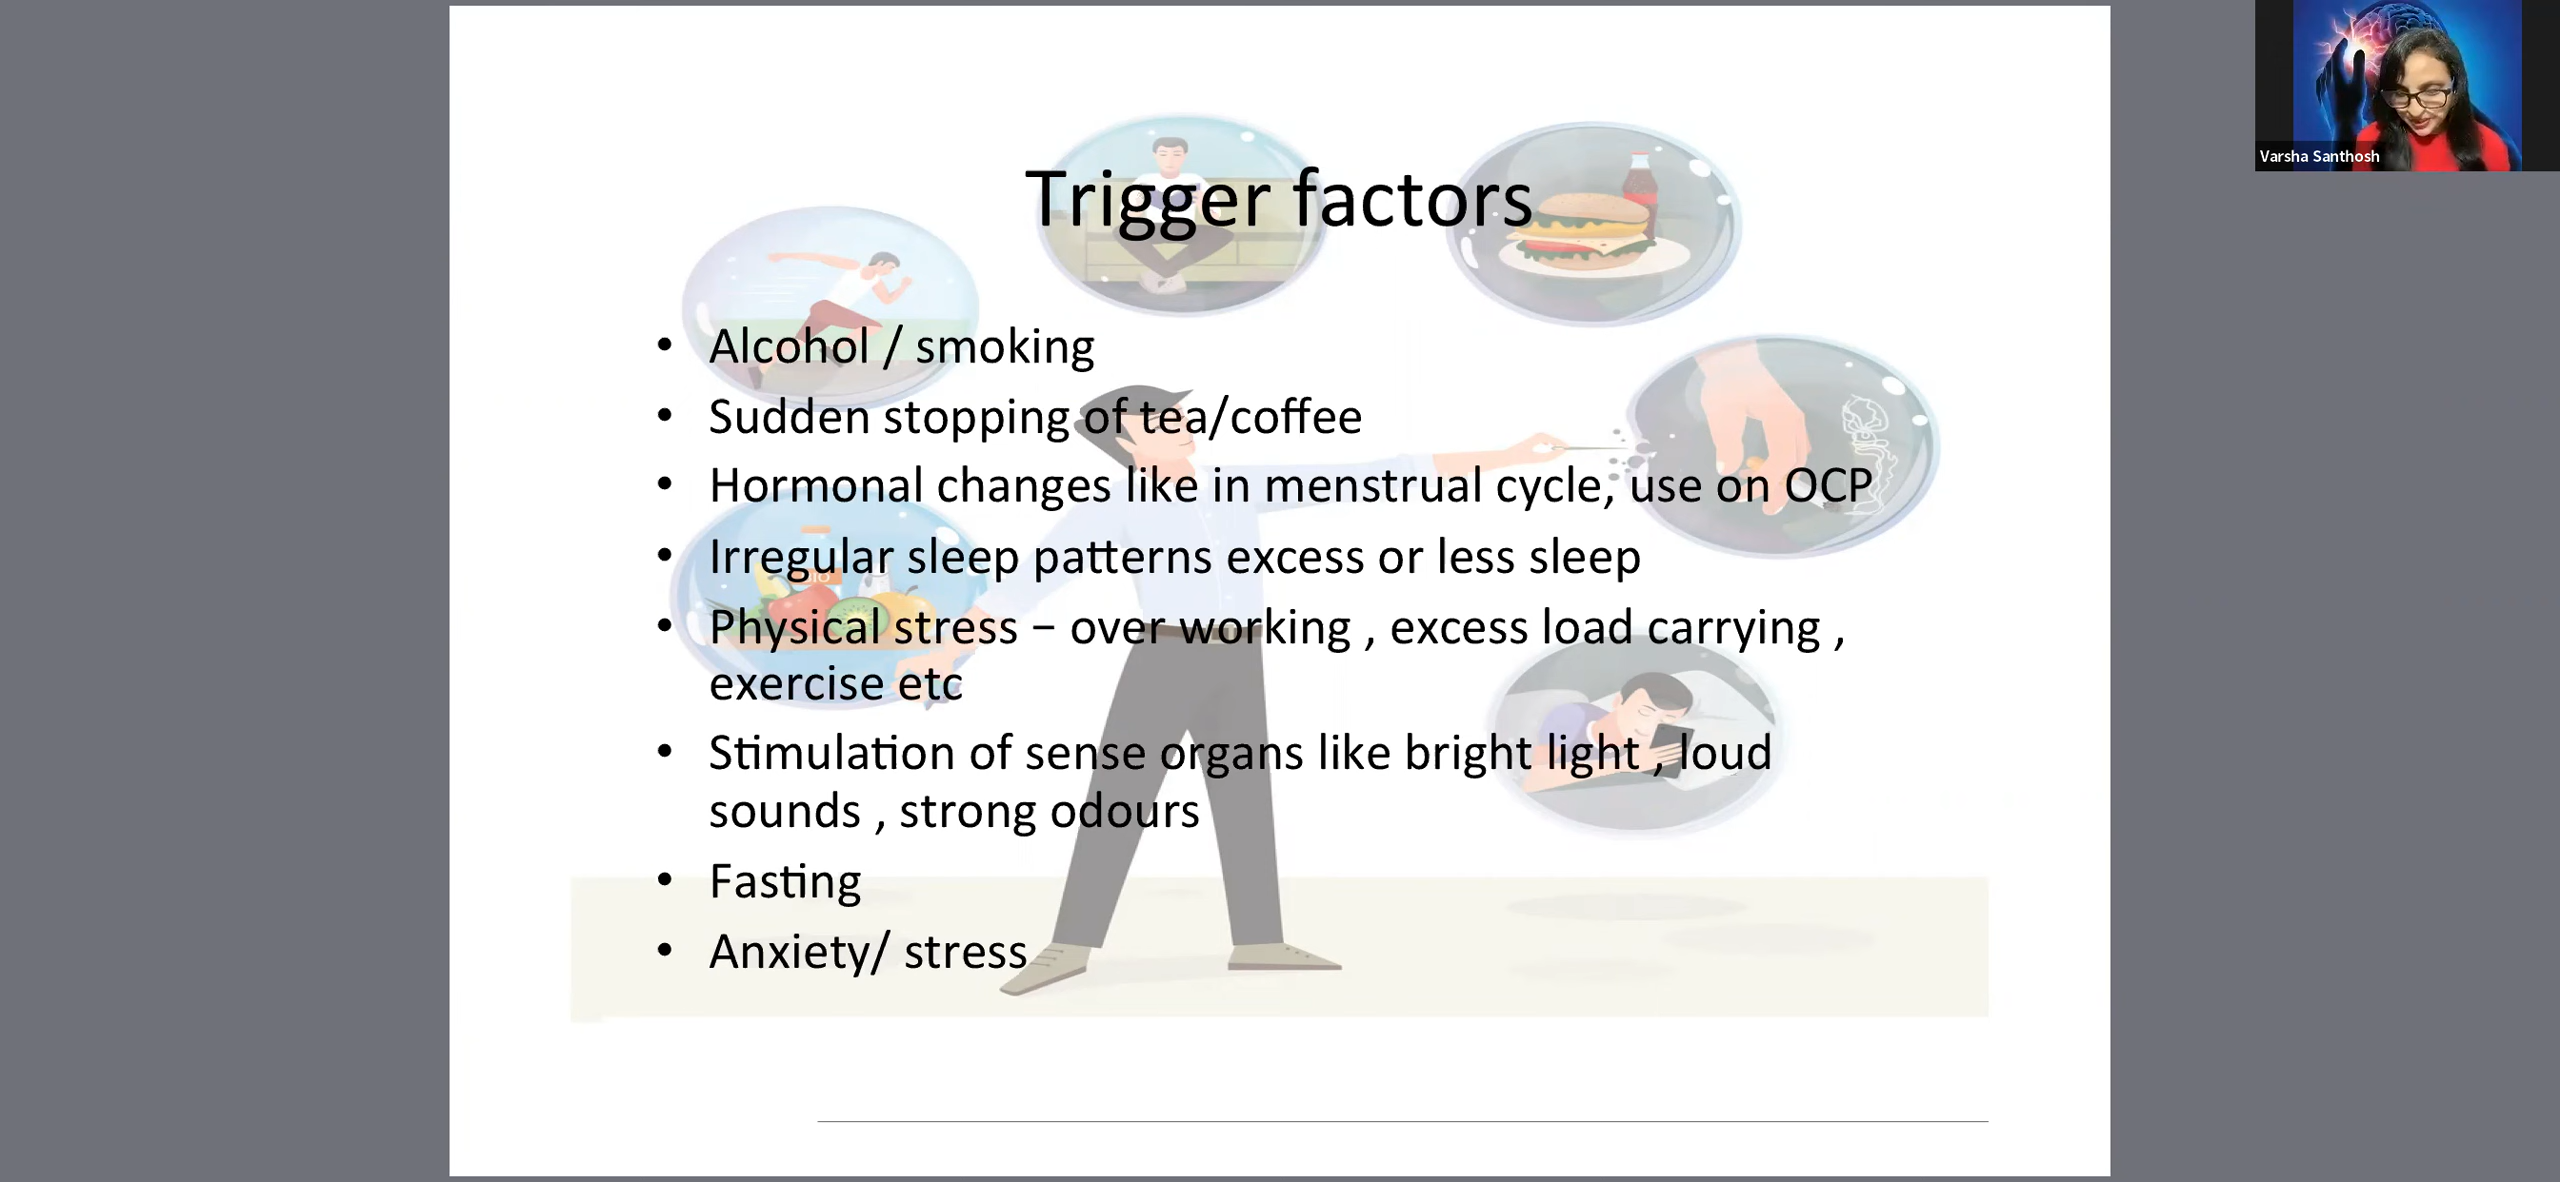 Trigger factors
• Alcohol / smoking
• Sudden stopping of tea/coffee
• Hormonal changes like in menstrual cycle, use on OCP
• Irregular sleep patterns excess or less sleep
• Physical stress – over working , excess load carrying ,
exercise etc
• Stimulation of sense organs like bright light , loud
sounds , strong odours
• Fasting
• Anxiety/ stress
Varsha Santhosh